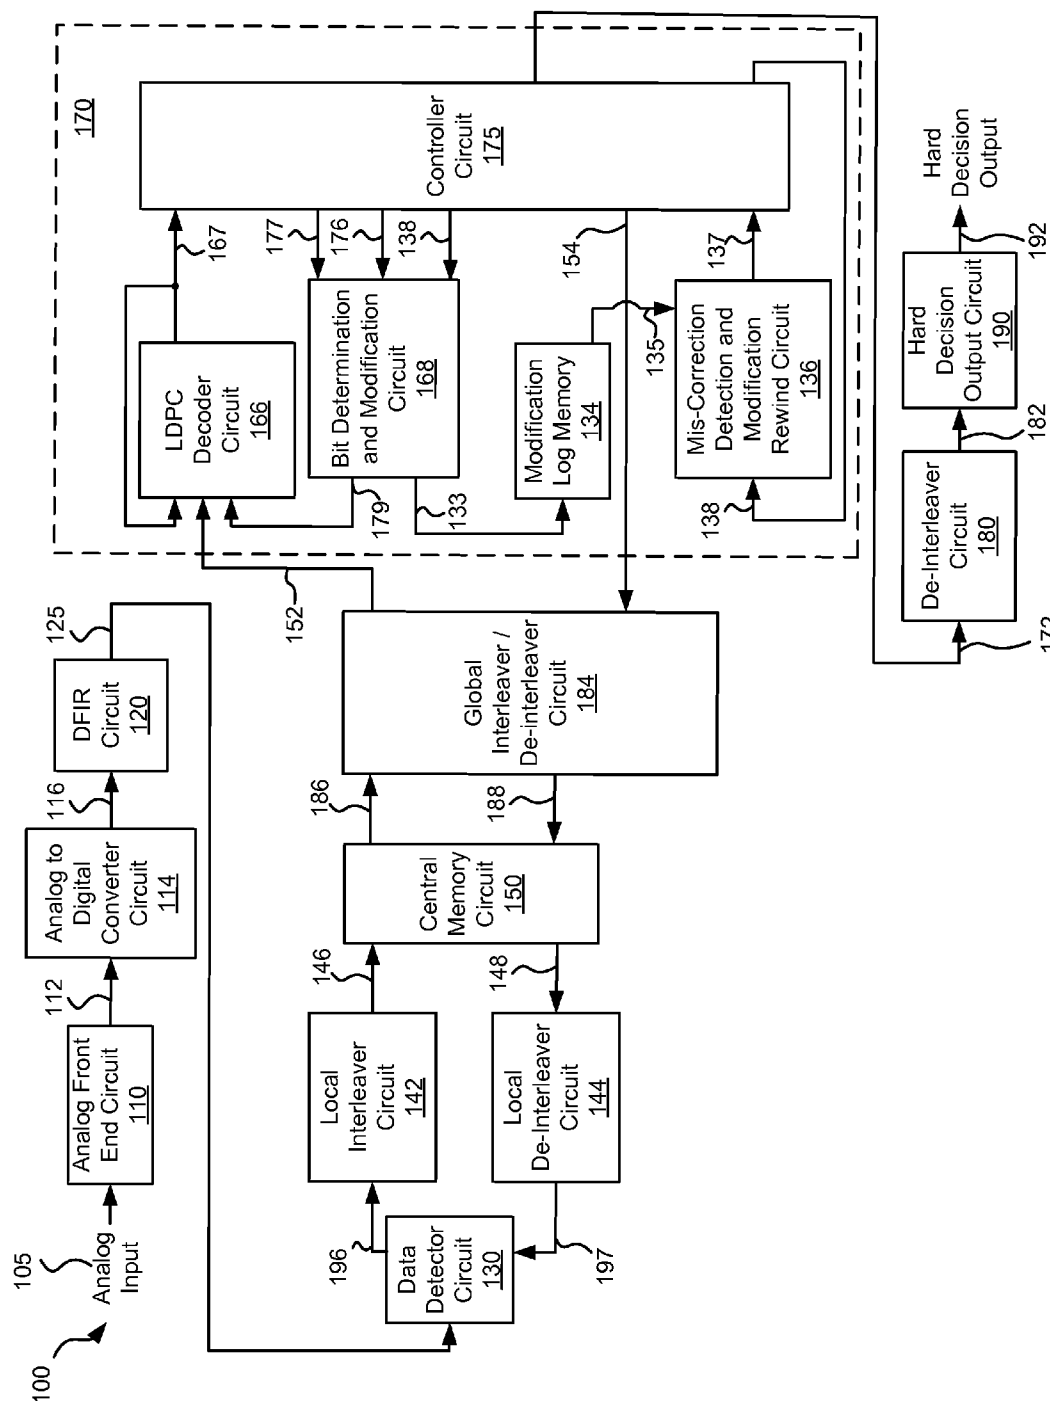 100
105
Analog
Input
Analog Front
End Circuit
110
112
Analog to
Digital
Converter
Circuit
114
116
DFIR
Circuit
120
125
Data
Detector
Circuit
130
196
197
Local
Interleaver
Circuit
142
Local
De-Interleaver
Circuit
144
146
148
Central
Memory
Circuit
150
186
188
Global
Interleaver /
De-interleaver
Circuit
184
152
154
170
LDPC
Decoder
Circuit
166
167
Bit Determination
and Modification
Circuit
168
177
176
138
179
133
Modification
Log Memory
134
135
Mis-Correction
Detection and
Modification
Rewind Circuit
136
138
137
Controller
Circuit
175
172
De-Interleaver
Circuit
180
182
Hard
Decision
Output Circuit
190
192
Hard
Decision
Output